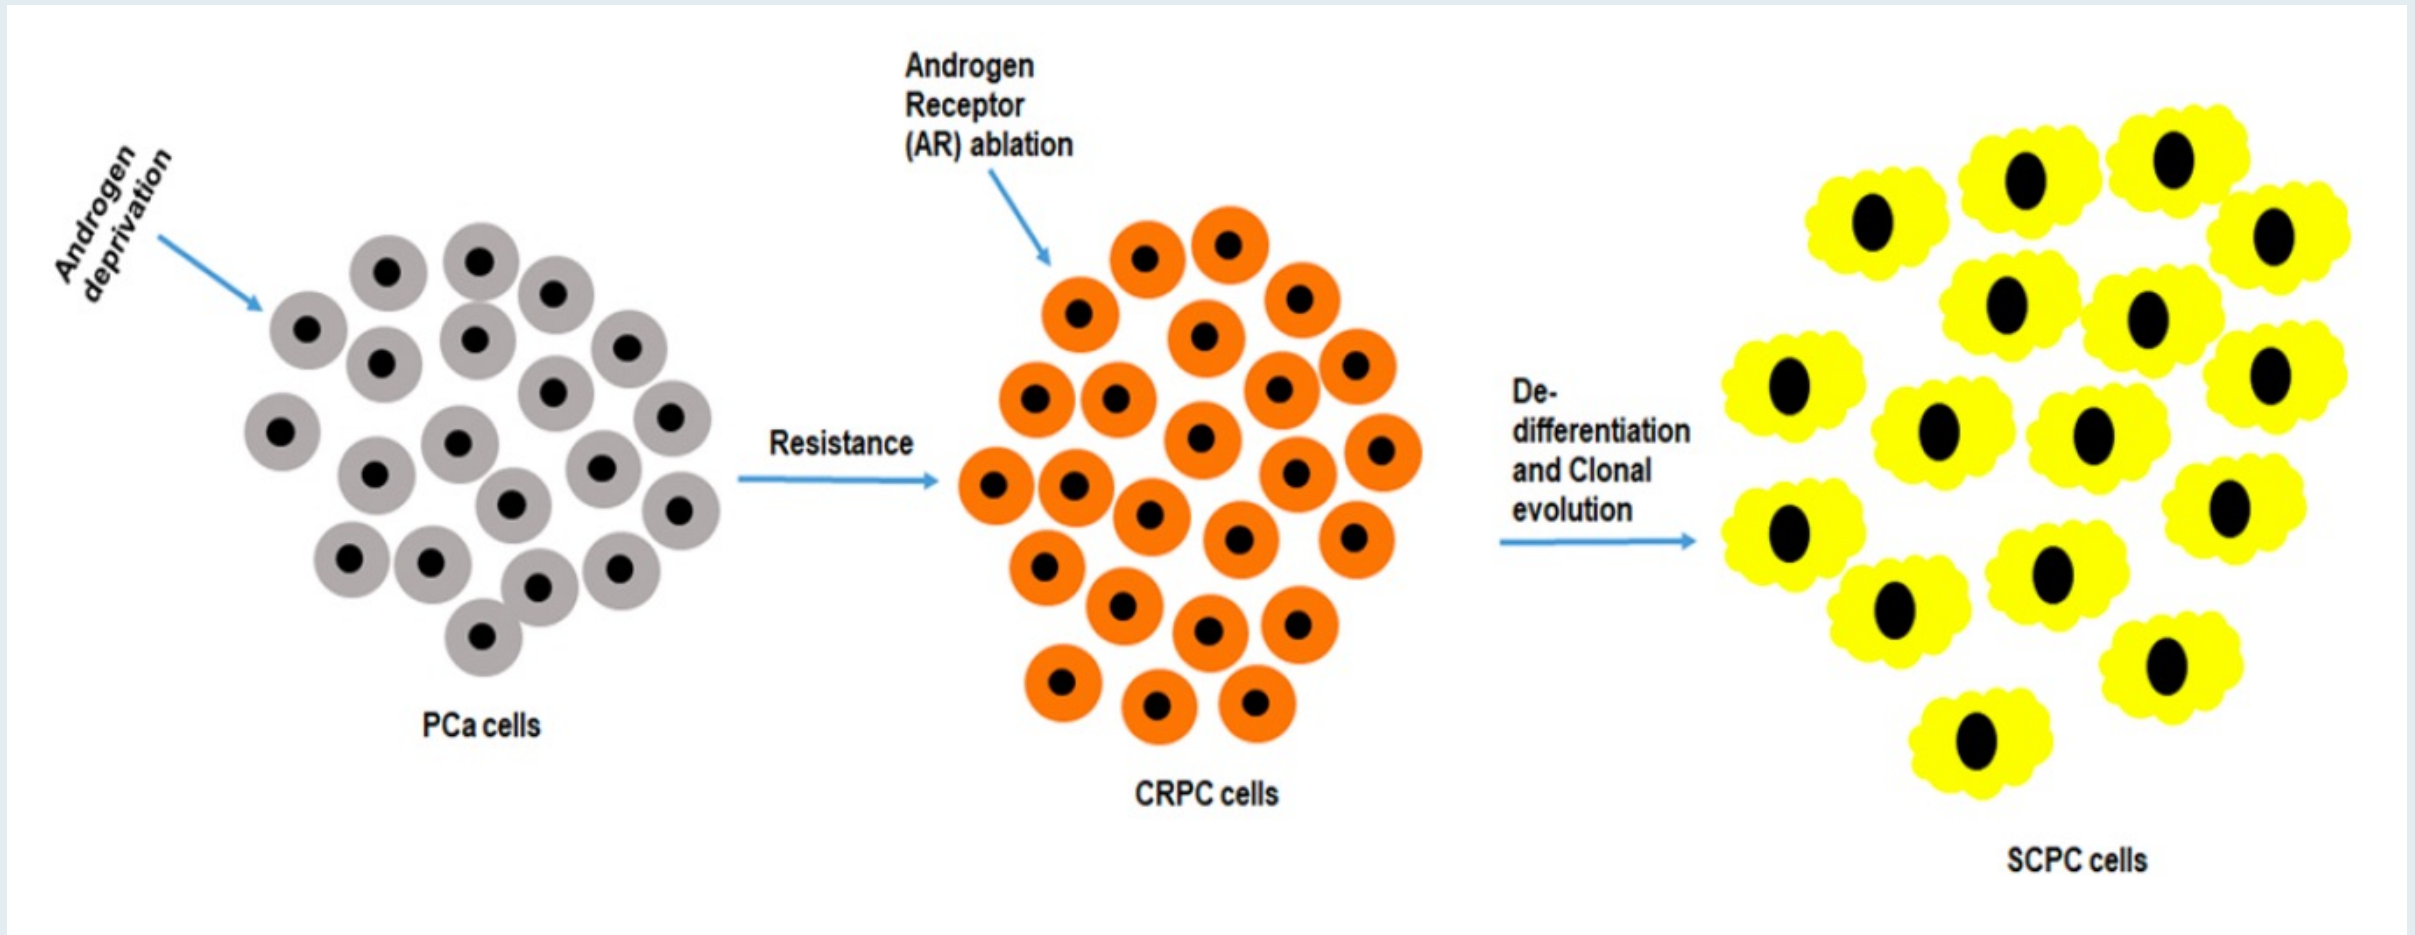 Androgen
deprivation
PCa cells
Resistance
Androgen
Receptor
(AR) ablation
CRPC cells
De-
differentiation
and Clonal
evolution
SCPC cells